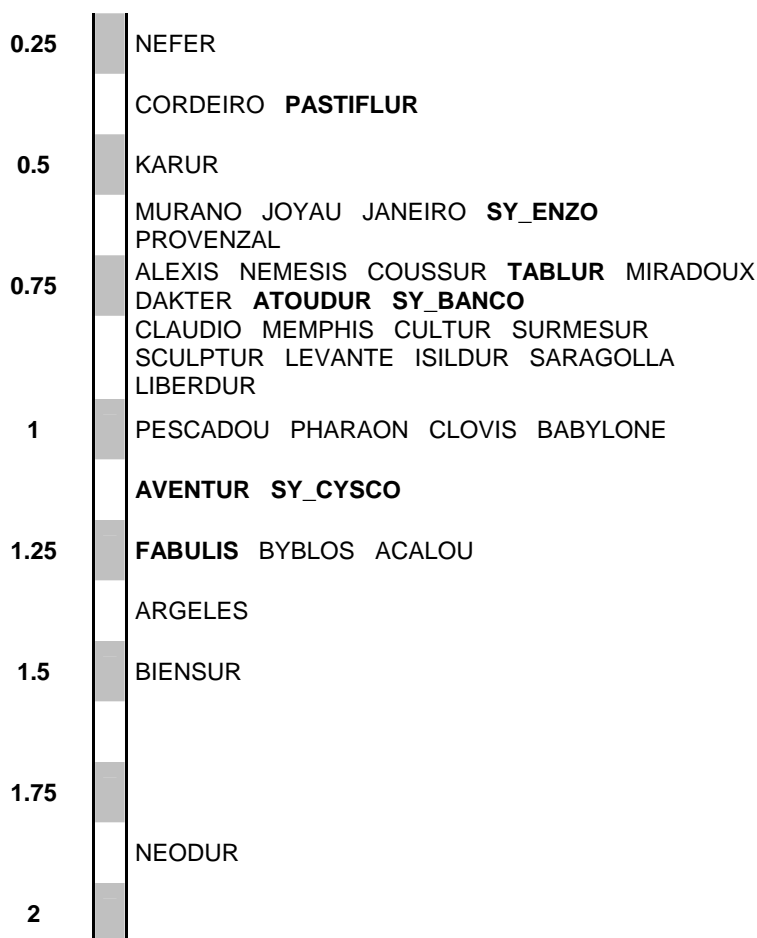 0.25 NEFER
CORDEIRO PASTIFLUR
0.5 KARUR
MURANO JOYAU JANEIRO SY_ENZO
PROVENZAL
0.75 ALEXIS NEMESIS COUSSUR TABLUR MIRADOUX
DAKTER ATOUDUR SY_BANCO
CLAUDIO MEMPHIS CULTUR SURMESUR
SCULPTUR LEVANTE ISILDUR SARAGOLLA
LIBERDUR
1 PESCADOU PHARAON CLOVIS BABYLONE
AVENTUR SY_CYSCO
1.25 FABULIS BYBLOS ACALOU
ARGELES
1.5 BIENSUR
1.75
NEODUR
2